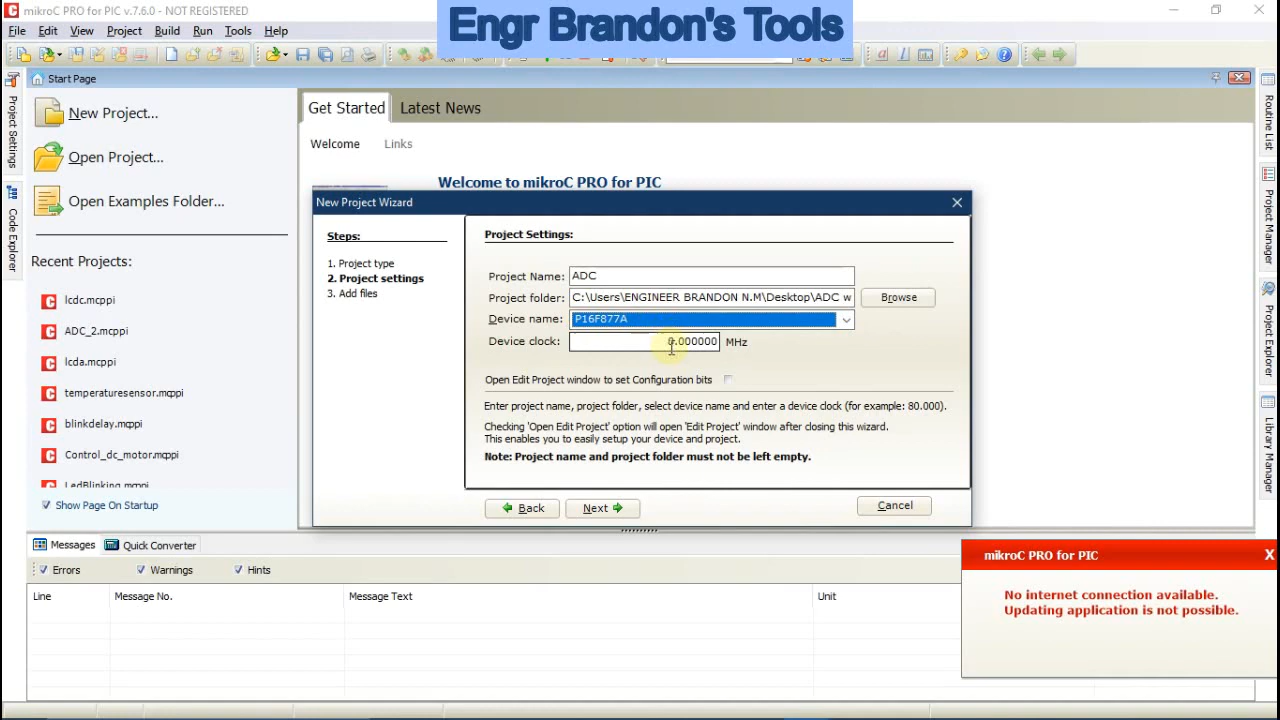 mikroC PRO for PIC v.7.6.0 - NOT REGISTERED
Engr Brandon's Tools
File Edit View Project Build Run Tools Help
Start Page
New Project...
Open Project...
Open Examples Folder...
Recent Projects:
lcdc.mcppi
ADC_2.mcppi
lcda.mcppi
temperaturesensor.mcppi
blinkdelay.mcppi
Control_dc_motor.mcppi
LedBlinking.mcppi
Show Page On Startup
Project Settings
Code Explorer
Get Started Latest News
Welcome Links
Welcome to mikroC PRO for PIC
New Project Wizard
Steps:
1. Project type
2. Project settings
3. Add files
Project Settings:
Project Name: ADC
Project folder: C:\Users\ENGINEER BRANDON N.M\Desktop\ADC w Browse
Device name: P16F877A
Device clock: MHz
Open Edit Project window to set Configuration bits
Enter project name, project folder, select device name and enter a device clock (for example: 80.000).
Checking 'Open Edit Project' option will open 'Edit Project' window after closing this wizard.
This enables you to easily setup your device and project.
Note: Project name and project folder must not be left empty.
Back Next Cancel
Routine List
Project Manager
Project Explorer
Library Manager
Messages Quick Converter
Errors Warnings Hints
Line Message No. Message Text Unit
mikroC PRO for PIC X
No internet connection available.
Updating application is not possible.